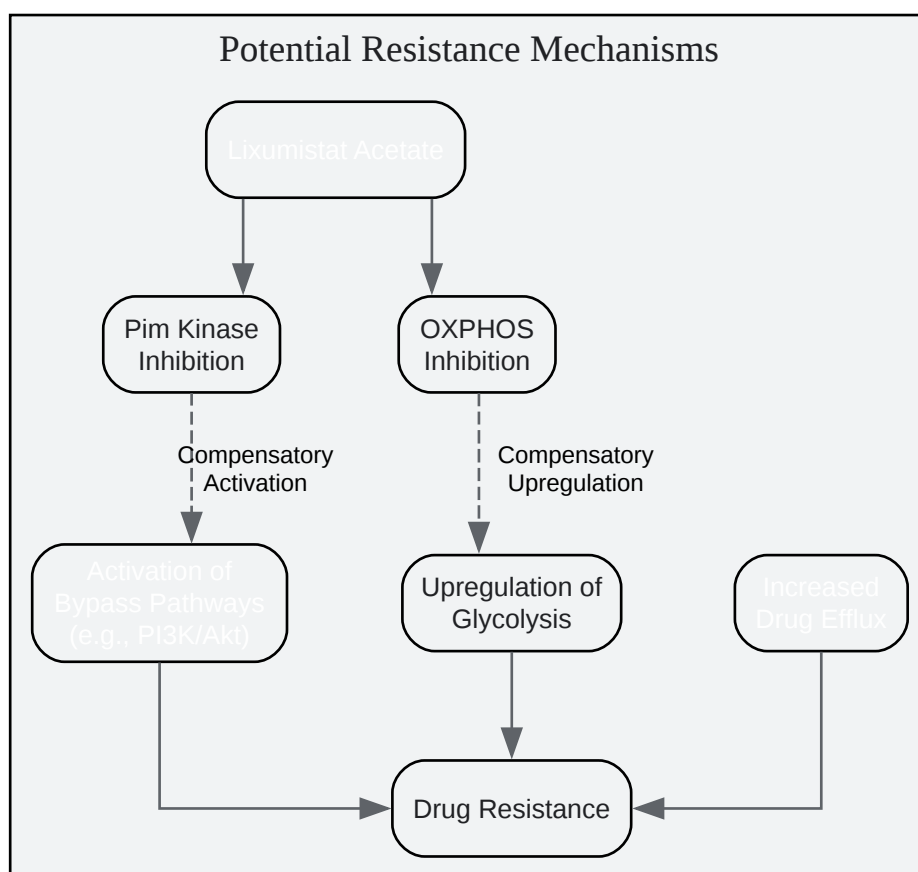 Potential Resistance Mechanisms
Lixumistat Acetate
Pim Kinase
Inhibition
OXPHOS
Inhibition
Compensatory
Activation
Compensatory
Upregulation
Activation of
Bypass Pathways
(e.g., PI3K/Akt)
Upregulation of
Glycolysis
Increased
Drug Efflux
Drug Resistance